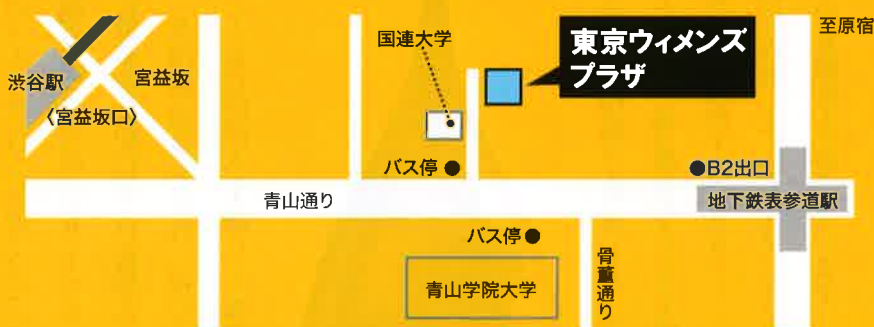 至原宿
東京ウィメンズ
プラザ
国連大学
渋谷駅
宮益坂
〈宮益坂口〉
バス停
B2出口
青山通り
地下鉄表参道駅
バス停
骨董通り
青山学院大学